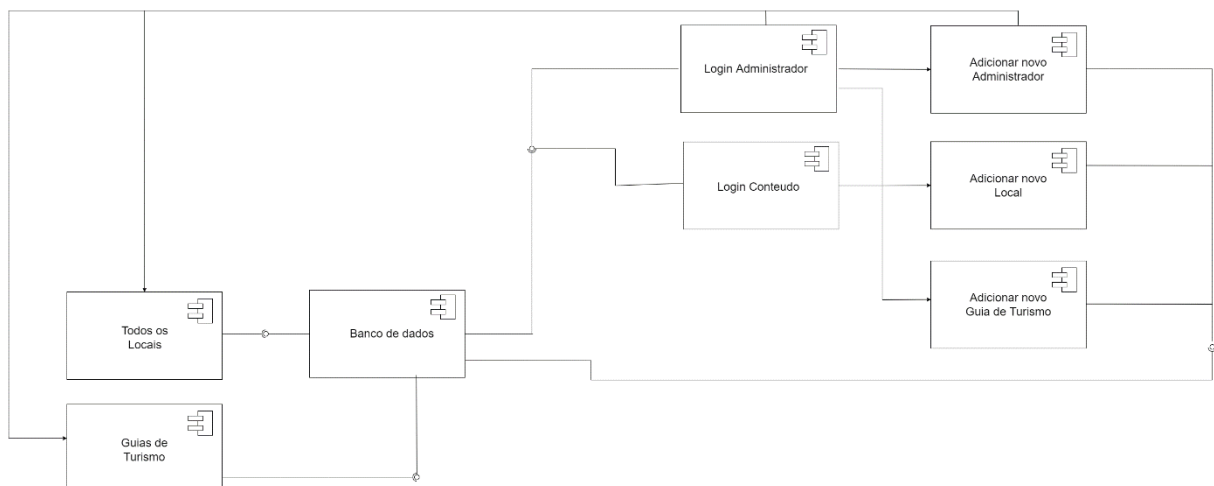 Login Administrador
Adicionar novo
Administrador
Login Conteudo
Adicionar novo
Local
Adicionar novo
Guia de Turismo
Todos os
Locais
Banco de dados
Guias de
Turismo